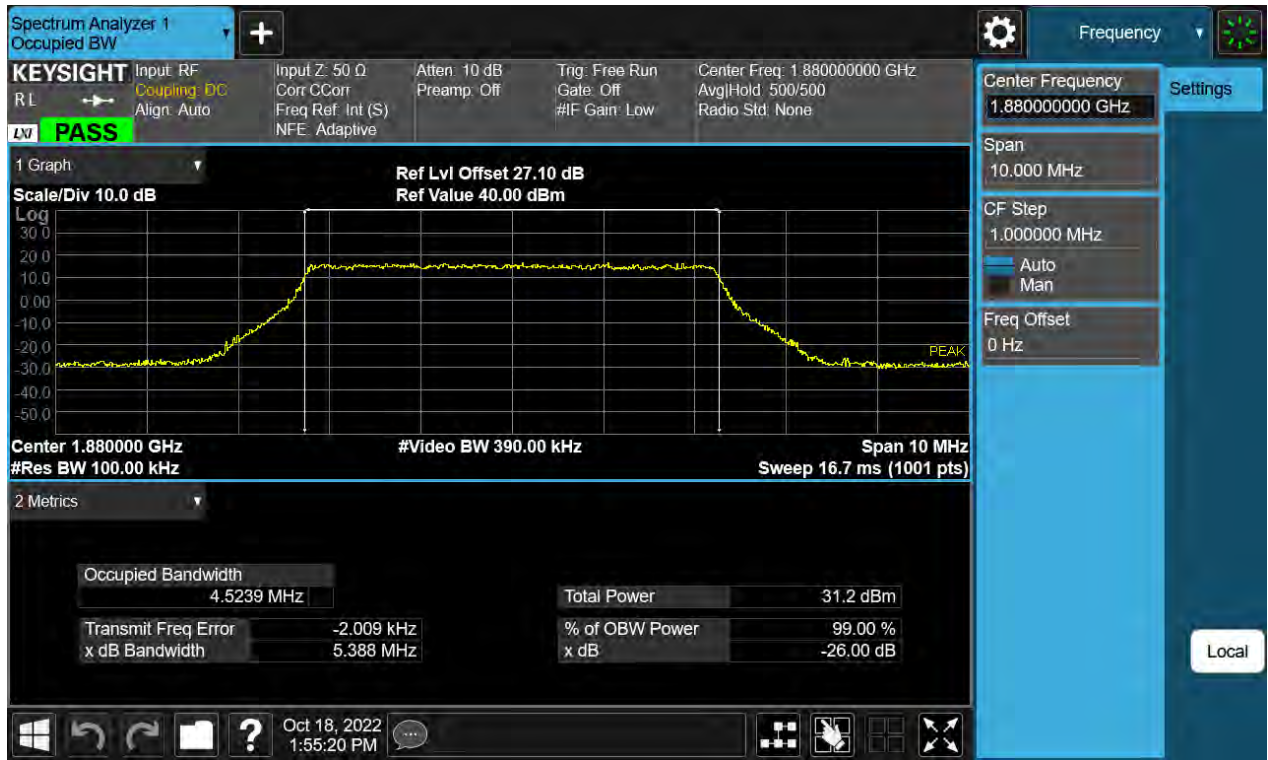 Spectrum Analyzer 1
Occupied BW
+
Frequency
KEYSIGHT
RL
LXI PASS
Input: RF
Coupling: DC
Align: Auto
Input Z: 50 Ω
Corr CCorr
Freq Ref: Int (S)
NFE: Adaptive
Atten: 10 dB
Preamp: Off
Trig: Free Run
Gate: Off
#IF Gain: Low
Center Freq: 1.880000000 GHz
Avg|Hold: 500/500
Radio Std: None
Center Frequency
1.880000000 GHz
Settings
Span
10.000 MHz
CF Step
1.000000 MHz
Auto
Man
Freq Offset
0 Hz
1 Graph
Scale/Div 10.0 dB
Ref Lvl Offset 27.10 dB
Ref Value 40.00 dBm
Log
30.0
20.0
10.0
0.00
-10.0
-20.0
-30.0
-40.0
-50.0
PEAK
Center 1.880000 GHz
#Video BW 390.00 kHz
Span 10 MHz
#Res BW 100.00 kHz
Sweep 16.7 ms (1001 pts)
2 Metrics
Occupied Bandwidth
4.5239 MHz
Total Power 31.2 dBm
Transmit Freq Error -2.009 kHz
% of OBW Power 99.00 %
x dB Bandwidth 5.388 MHz
x dB -26.00 dB
Local
?
Oct 18, 2022
1:55:20 PM